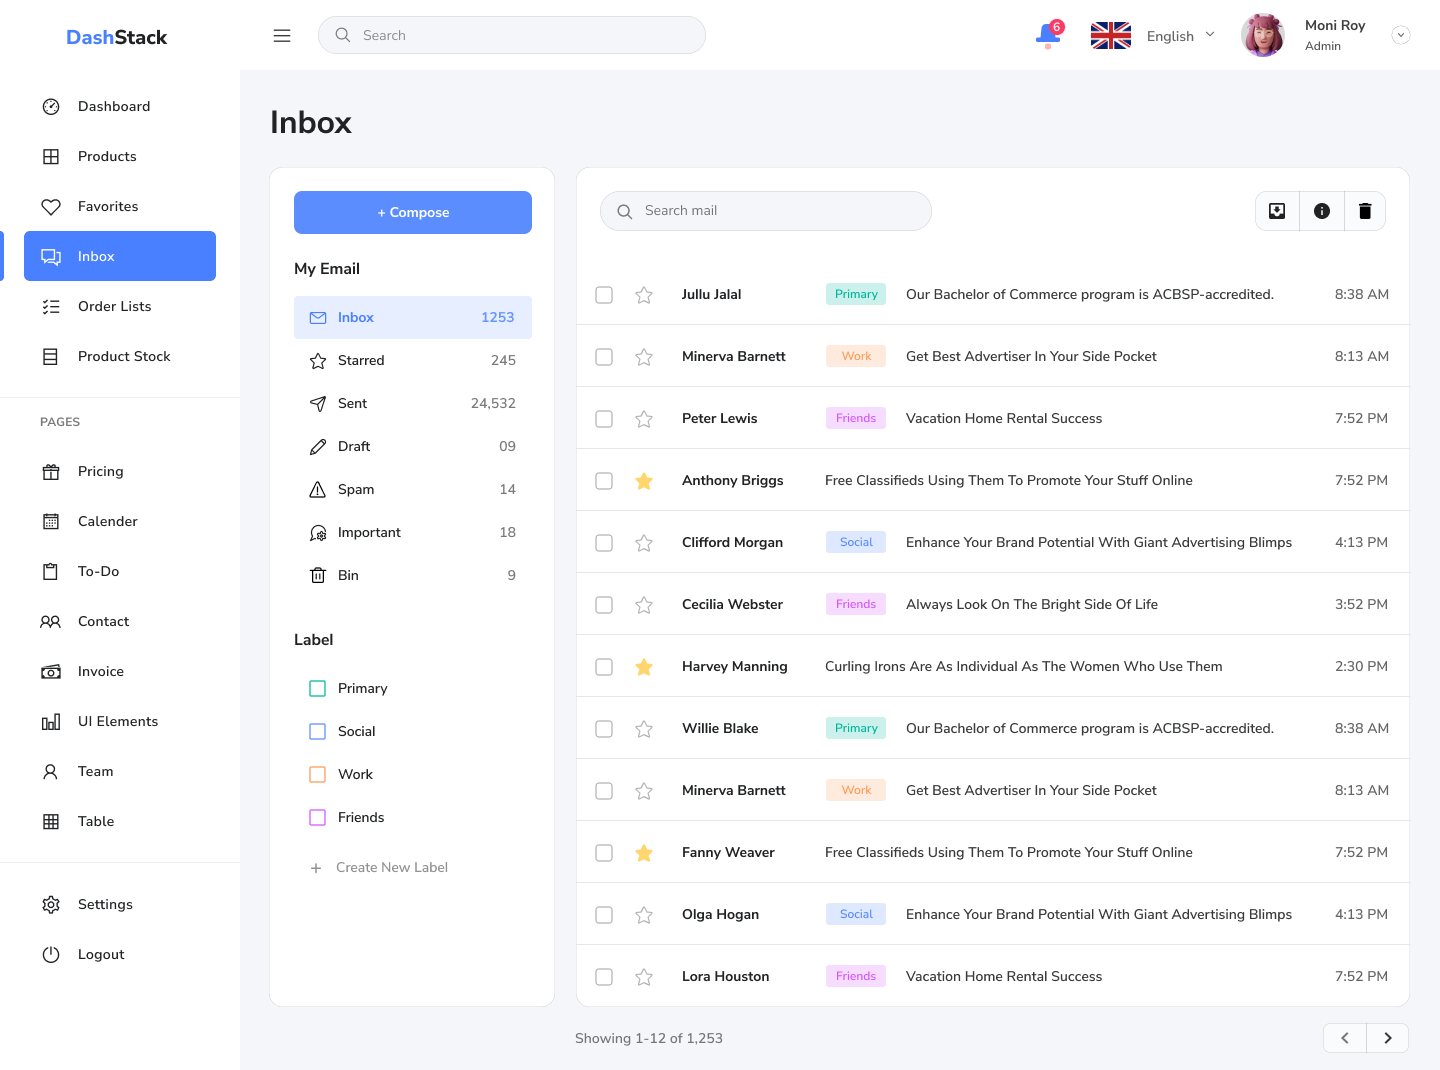 DashStack
Search
6
English
Moni Roy
Admin
Dashboard
Products
Favorites
Inbox
Order Lists
Product Stock
PAGES
Pricing
Calender
To-Do
Contact
Invoice
UI Elements
Team
Table
Settings
Logout
Inbox
+ Compose
My Email
Inbox 1253
Starred 245
Sent 24,532
Draft 09
Spam 14
Important 18
Bin 9
Label
Primary
Social
Work
Friends
+ Create New Label
Search mail
Jullu Jalal Primary Our Bachelor of Commerce program is ACBSP-accredited. 8:38 AM
Minerva Barnett Work Get Best Advertiser In Your Side Pocket 8:13 AM
Peter Lewis Friends Vacation Home Rental Success 7:52 PM
Anthony Briggs Free Classifieds Using Them To Promote Your Stuff Online 7:52 PM
Clifford Morgan Social Enhance Your Brand Potential With Giant Advertising Blimps 4:13 PM
Cecilia Webster Friends Always Look On The Bright Side Of Life 3:52 PM
Harvey Manning Curling Irons Are As Individual As The Women Who Use Them 2:30 PM
Willie Blake Primary Our Bachelor of Commerce program is ACBSP-accredited. 8:38 AM
Minerva Barnett Work Get Best Advertiser In Your Side Pocket 8:13 AM
Fanny Weaver Free Classifieds Using Them To Promote Your Stuff Online 7:52 PM
Olga Hogan Social Enhance Your Brand Potential With Giant Advertising Blimps 4:13 PM
Lora Houston Friends Vacation Home Rental Success 7:52 PM
Showing 1-12 of 1,253